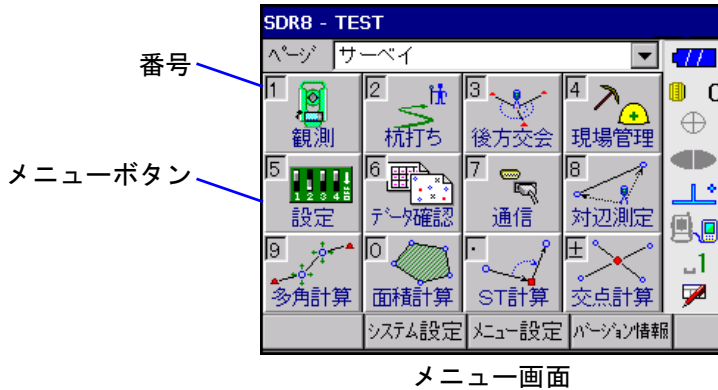 SDR8 - TEST
ページ サーベイ
番号
1 2 3 4
観測 杭打ち 後方交会 現場管理
メニューボタン
5 6 7 8
設定 データ確認 通信 対辺測定
9 0 . ±
多角計算 面積計算 ST計算 交点計算
システム設定 メニュー設定 バージョン情報
メニュー画面